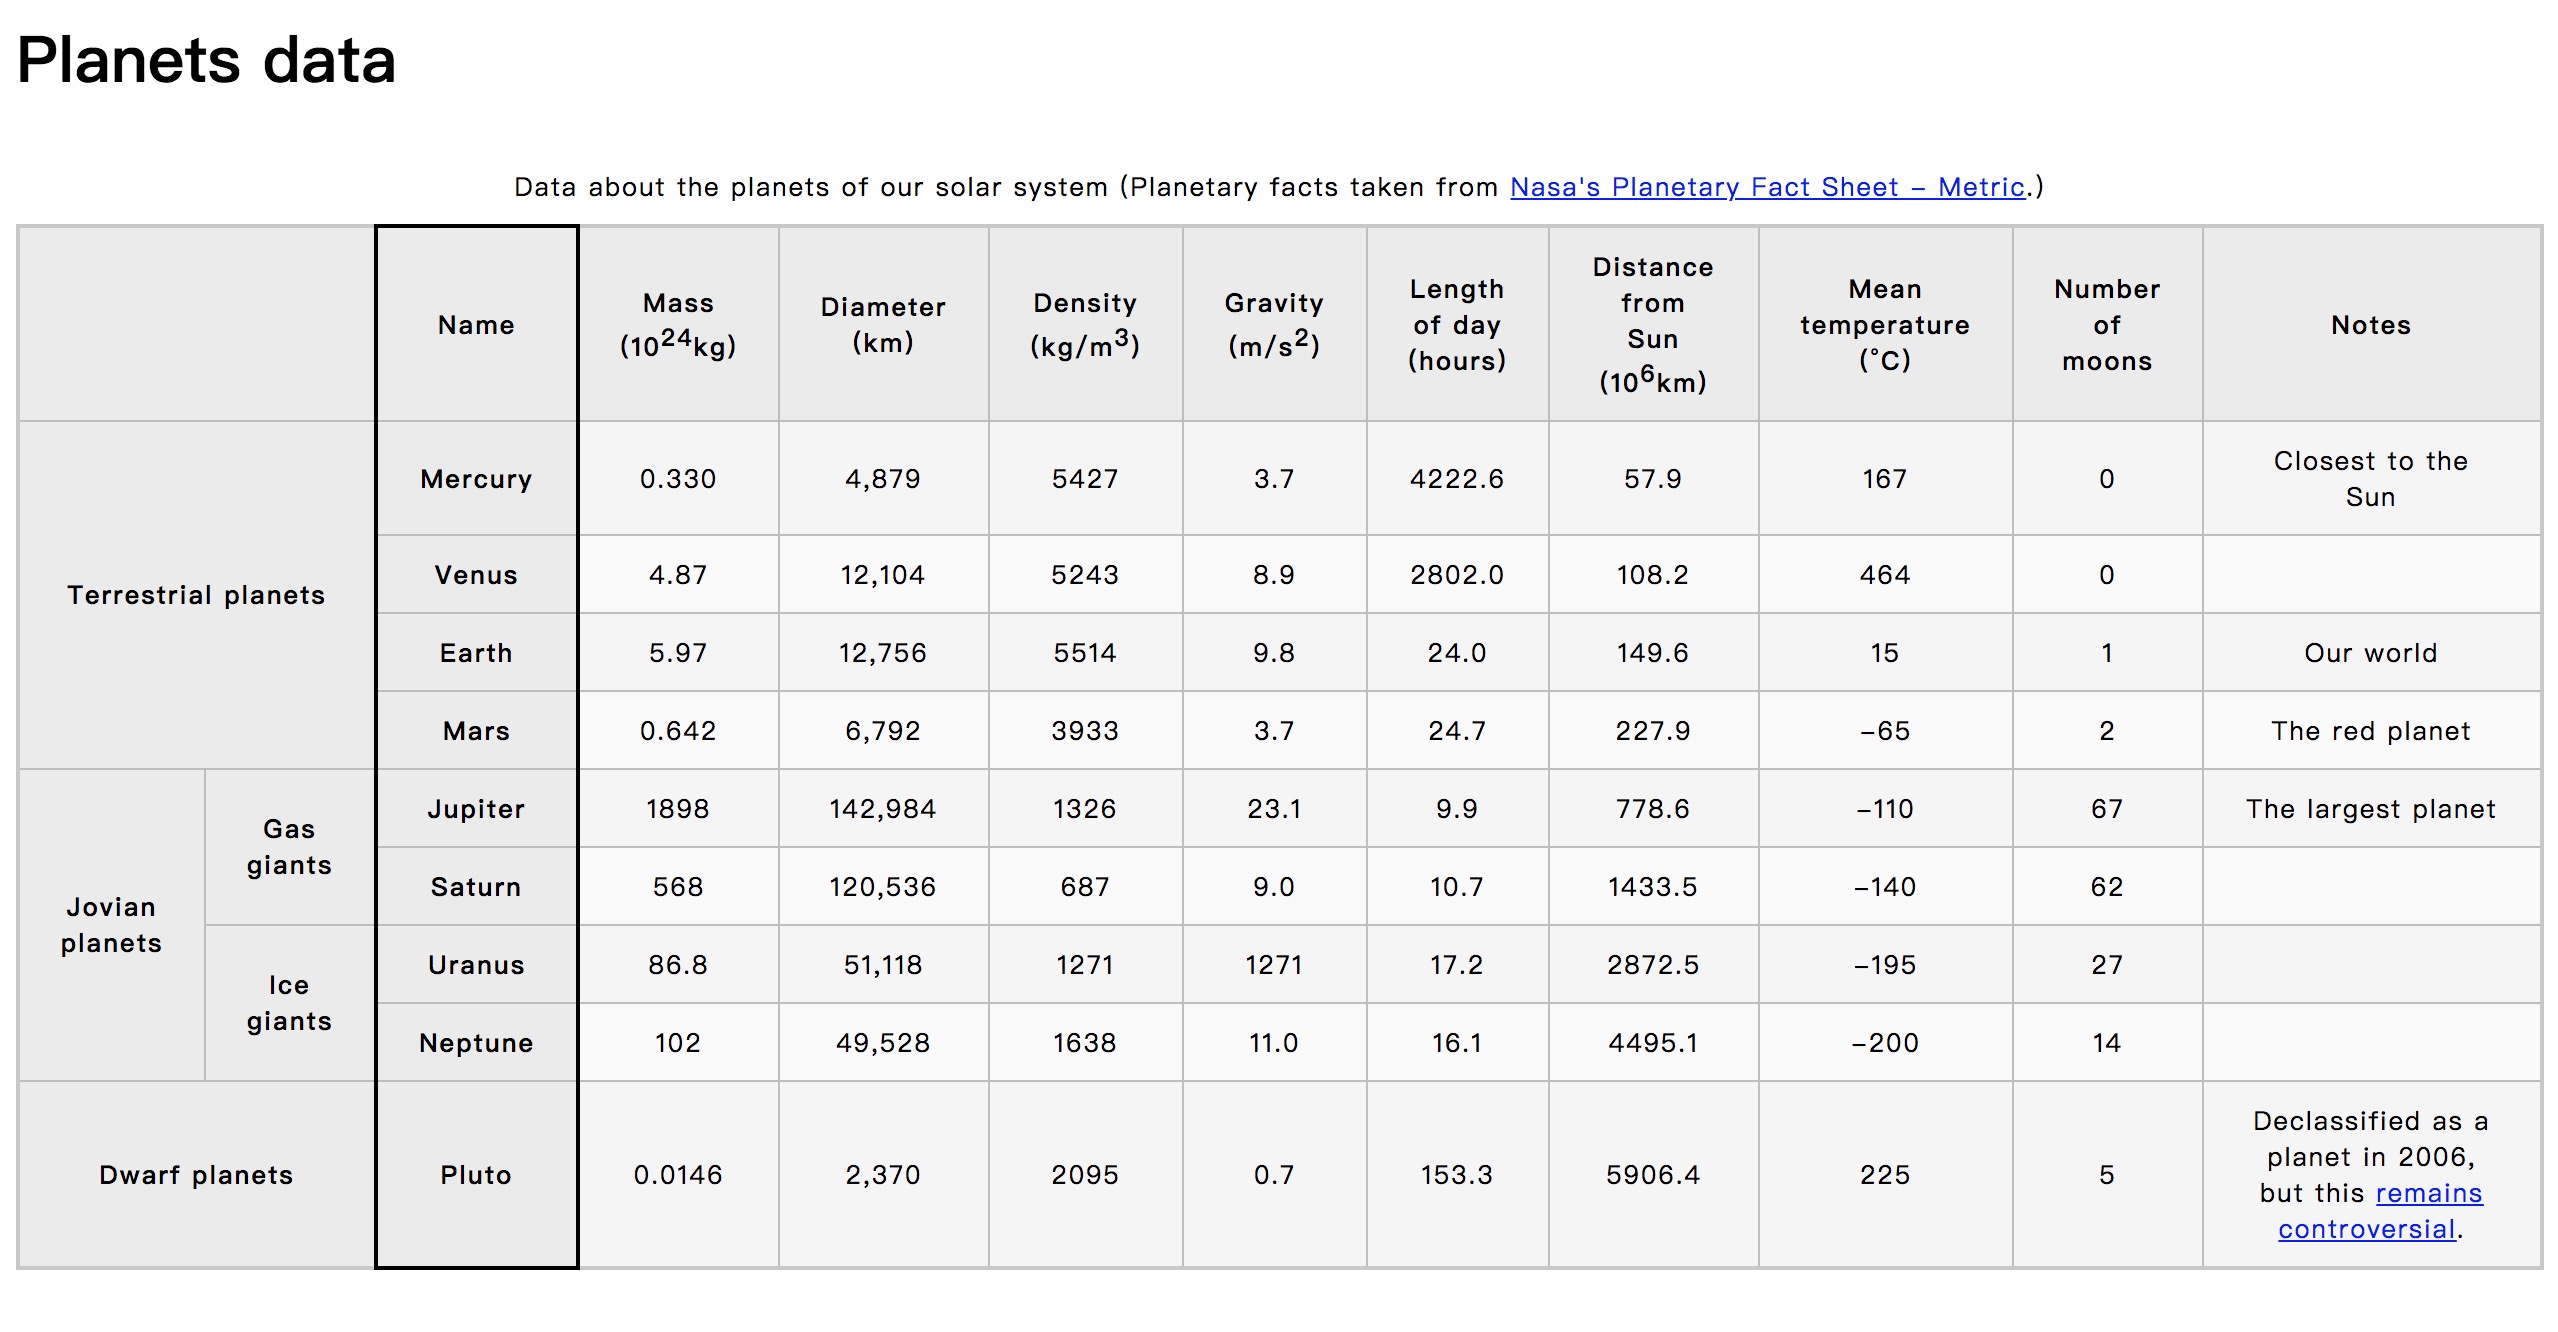 Planets data
Data about the planets of our solar system (Planetary facts taken from Nasa's Planetary Fact Sheet – Metric.)
Name
Mass
(10²⁴kg)
Diameter
(km)
Density
(kg/m³)
Gravity
(m/s²)
Length
of day
(hours)
Distance
from
Sun
(10⁶km)
Mean
temperature
(°C)
Number
of
moons
Notes
Terrestrial planets
Mercury 0.330 4,879 5427 3.7 4222.6 57.9 167 0
Closest to the
Sun
Venus 4.87 12,104 5243 8.9 2802.0 108.2 464 0
Earth 5.97 12,756 5514 9.8 24.0 149.6 15 1 Our world
Mars 0.642 6,792 3933 3.7 24.7 227.9 –65 2 The red planet
Jovian
planets
Gas
giants
Jupiter 1898 142,984 1326 23.1 9.9 778.6 –110 67 The largest planet
Saturn 568 120,536 687 9.0 10.7 1433.5 –140 62
Ice
giants
Uranus 86.8 51,118 1271 1271 17.2 2872.5 –195 27
Neptune 102 49,528 1638 11.0 16.1 4495.1 –200 14
Dwarf planets Pluto 0.0146 2,370 2095 0.7 153.3 5906.4 225 5
Declassified as a
planet in 2006,
but this remains
controversial.